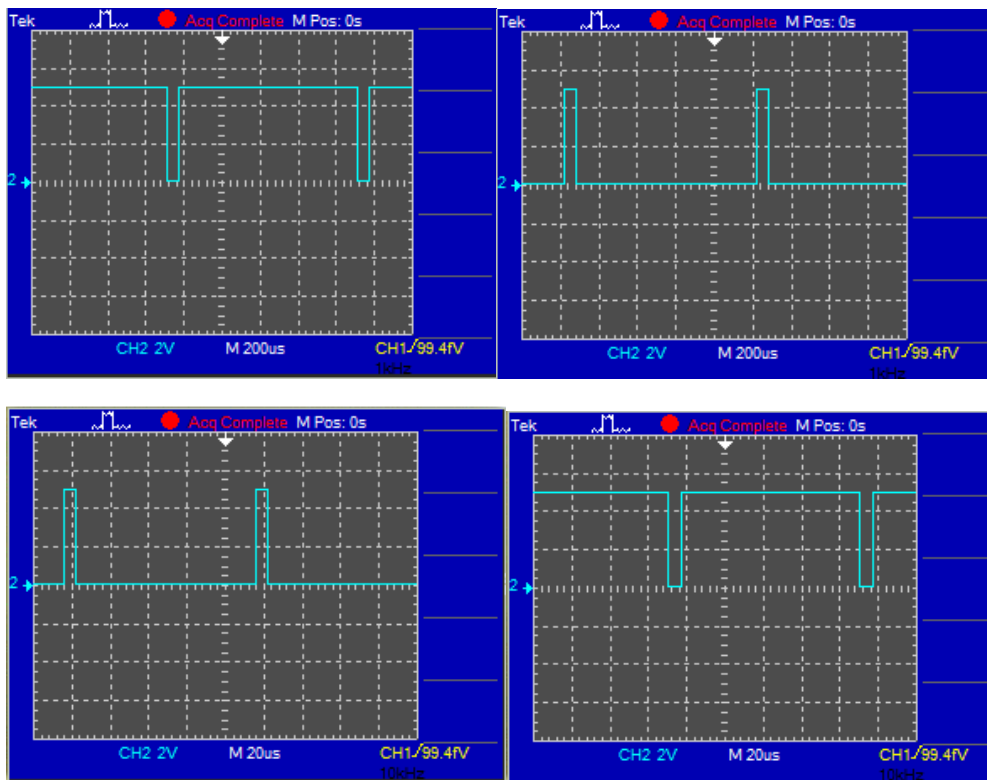 Tek Acq Complete M Pos: 0s
2
CH2 2V M 200us CH1 99.4fV
1kHz
Tek Acq Complete M Pos: 0s
2
CH2 2V M 200us CH1 99.4fV
1kHz
Tek Acq Complete M Pos: 0s
2
CH2 2V M 20us CH1 99.4fV
10kHz
Tek Acq Complete M Pos: 0s
2
CH2 2V M 20us CH1 99.4fV
10kHz